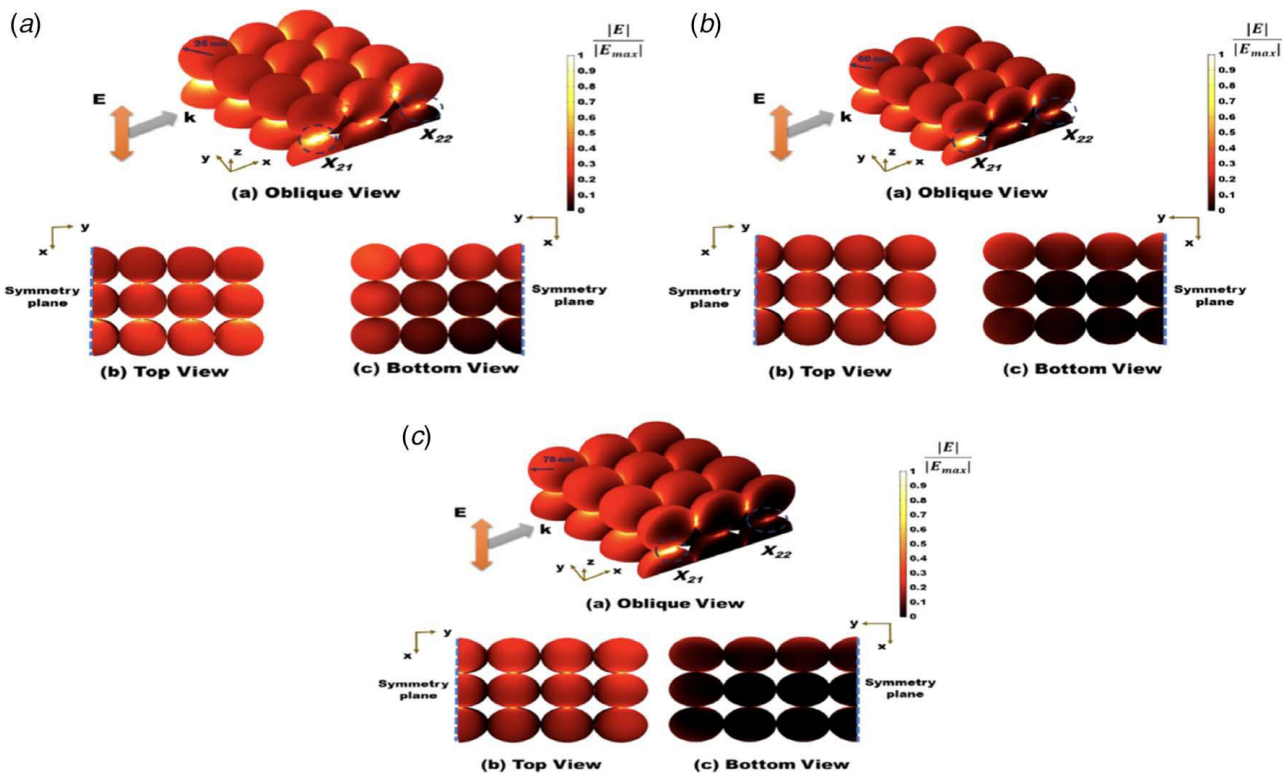 (a)
25 nm
E
k
X21
X22
y z x
(a) Oblique View
|E|
|Emax|
1
0.9
0.8
0.7
0.6
0.5
0.4
0.3
0.2
0.1
0
y
x
Symmetry
plane
(b) Top View
y
x
Symmetry
plane
(c) Bottom View
(b)
50 nm
E
k
X21
X22
y z x
(a) Oblique View
|E|
|Emax|
1
0.9
0.8
0.7
0.6
0.5
0.4
0.3
0.2
0.1
0
y
x
Symmetry
plane
(b) Top View
y
x
Symmetry
plane
(c) Bottom View
(c)
75 nm
E
k
X21
X22
y z x
(a) Oblique View
|E|
|Emax|
1
0.9
0.8
0.7
0.6
0.5
0.4
0.3
0.2
0.1
0
y
x
Symmetry
plane
(b) Top View
y
x
Symmetry
plane
(c) Bottom View